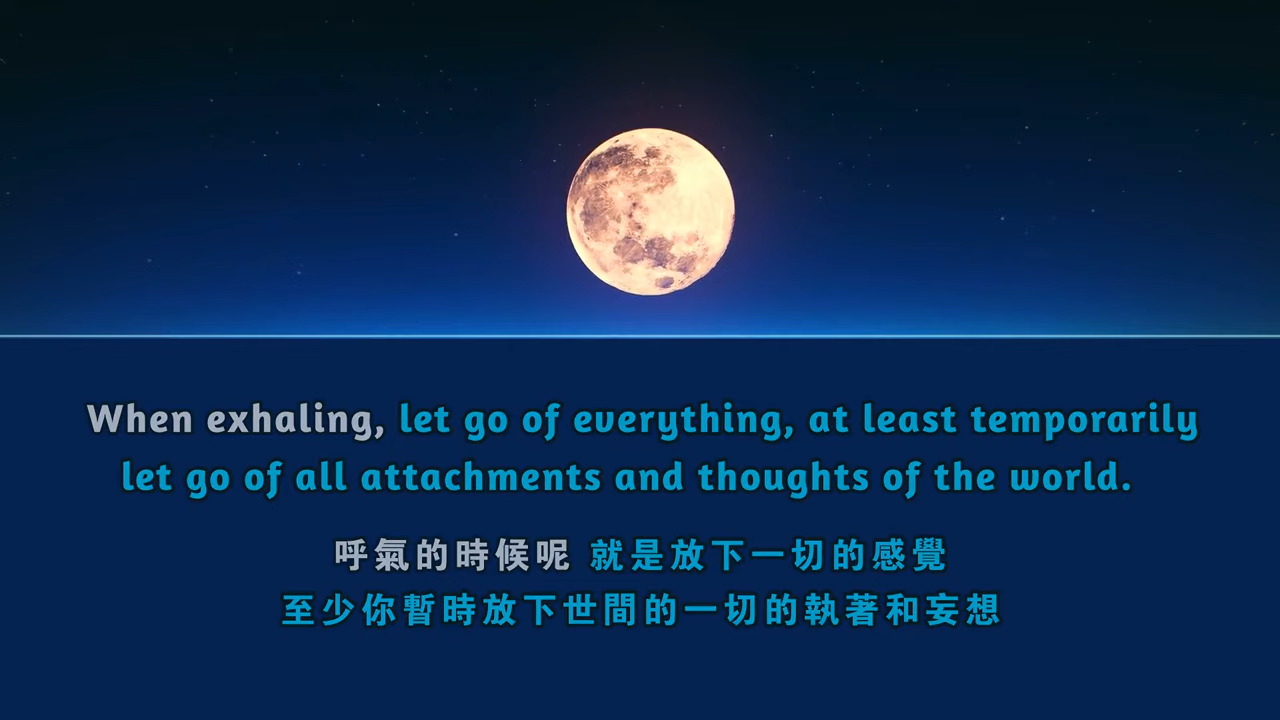 When exhaling, let go of everything, at least temporarily
let go of all attachments and thoughts of the world.
呼氣的時候呢 就是放下一切的感覺
至少你暫時放下世間的一切的執著和妄想